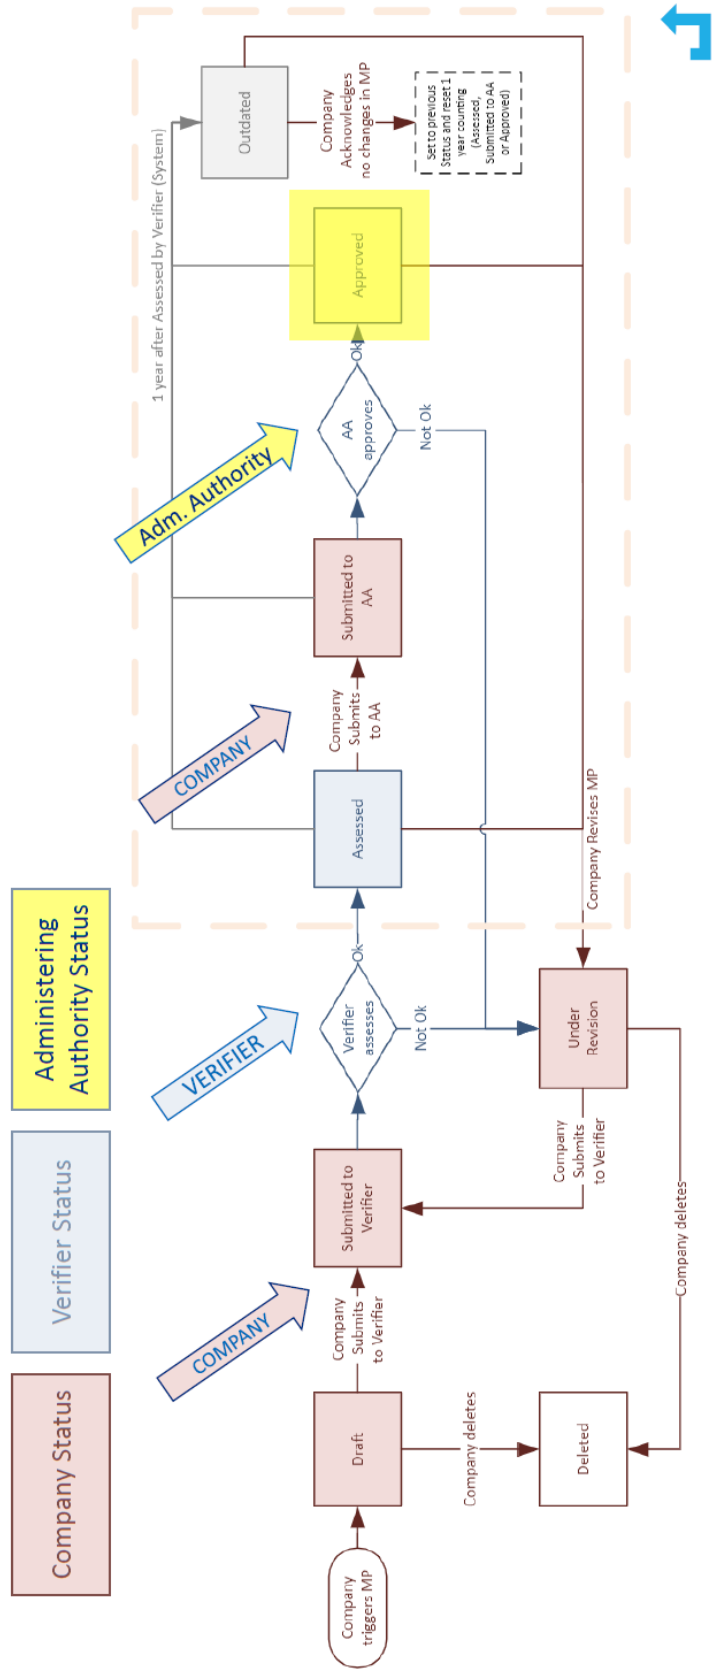 Company Status
Verifier Status
Administering
Authority Status
COMPANY
VERIFIER
COMPANY
Adm. Authority
1 year after Assessed by Verifier (System)
Company
triggers MP
Draft
Company
Submits
to Verifier
Submitted to
Verifier
Verifier
assesses
Ok
Not Ok
Assessed
Company
Submits
to AA
Submitted to
AA
AA
approves
Ok
Not Ok
Approved
Outdated
Company
Acknowledges
no changes in MP
Set to previous
Status and reset 1
year counting
(Assessed,
Submitted to AA
or Approved)
Company deletes
Deleted
Company
Submits
to Verifier
Under
Revision
Company Revises MP
Company deletes